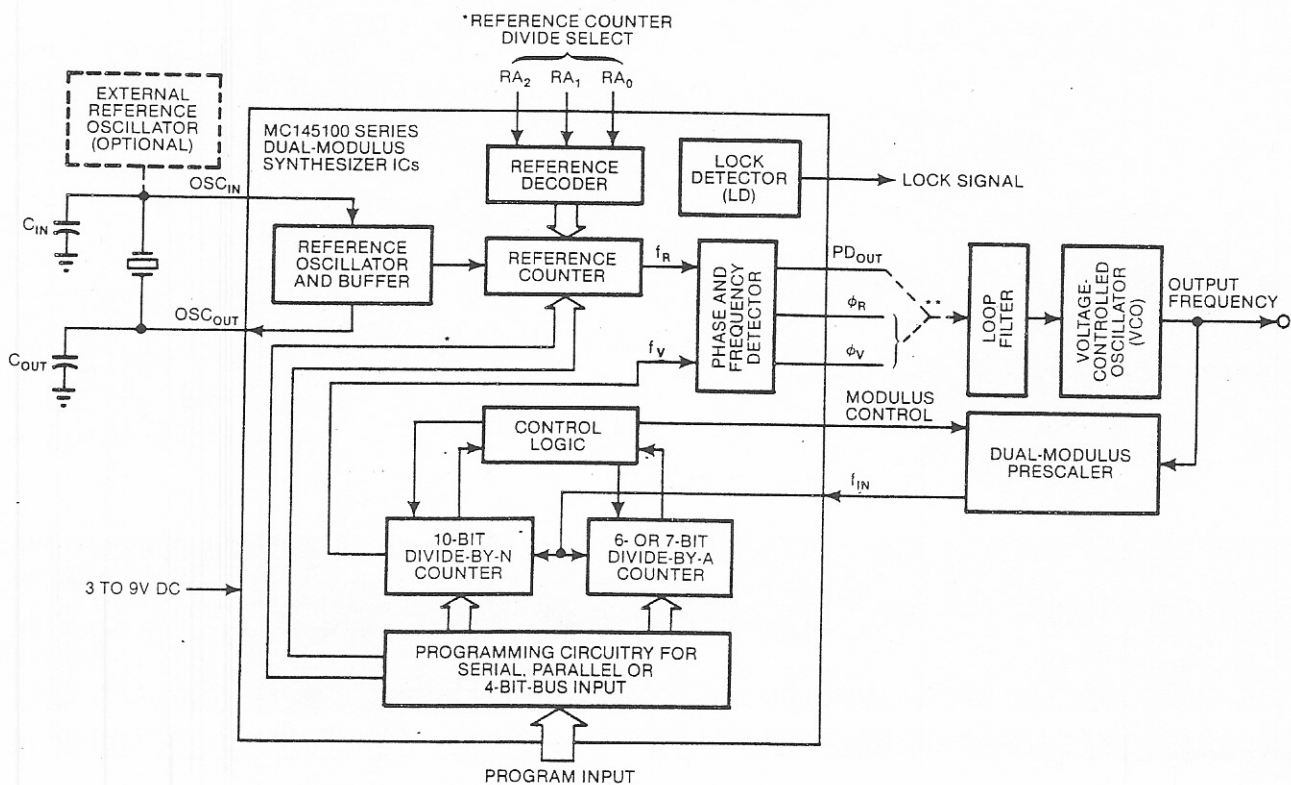 *REFERENCE COUNTER
DIVIDE SELECT
RA2 RA1 RA0
EXTERNAL
REFERENCE
OSCILLATOR
(OPTIONAL)
MC145100 SERIES
DUAL-MODULUS
SYNTHESIZER ICs
REFERENCE
DECODER
LOCK
DETECTOR
(LD)
LOCK SIGNAL
OSCIN
CIN
REFERENCE
OSCILLATOR
AND BUFFER
REFERENCE
COUNTER
fR
PHASE AND
FREQUENCY
DETECTOR
PDOUT
**
ϕR
ϕV
LOOP
FILTER
VOLTAGE-
CONTROLLED
OSCILLATOR
(VCO)
OUTPUT
FREQUENCY
OSCOUT
COUT
fV
MODULUS
CONTROL
CONTROL
LOGIC
DUAL-MODULUS
PRESCALER
fIN
10-BIT
DIVIDE-BY-N
COUNTER
6- OR 7-BIT
DIVIDE-BY-A
COUNTER
3 TO 9V DC
PROGRAMMING CIRCUITRY FOR
SERIAL, PARALLEL OR
4-BIT-BUS INPUT
PROGRAM INPUT